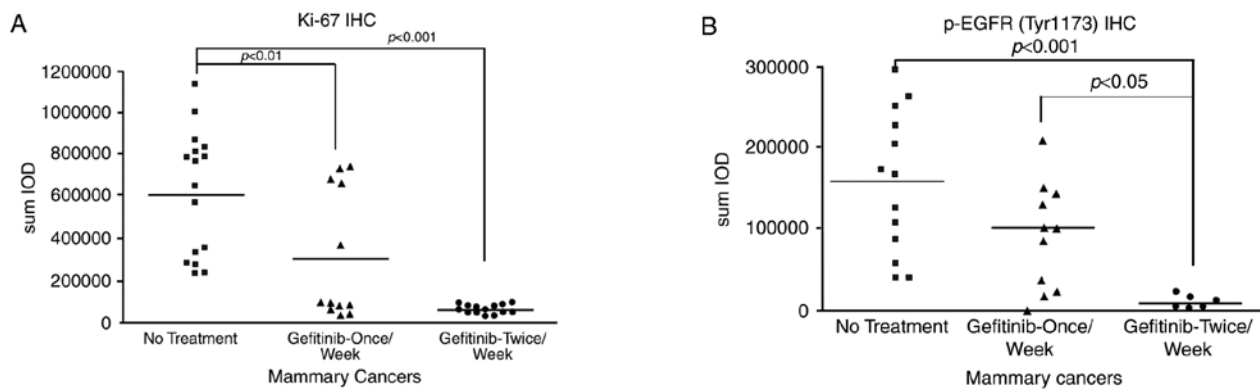 A
Ki-67 IHC
p<0.001
p<0.01
1200000
1000000
800000
600000
400000
200000
0
sum IOD
No Treatment
Gefitinib-Once/
Week
Gefitinib-Twice/
Week
Mammary Cancers
B
p-EGFR (Tyr1173) IHC
p<0.001
p<0.05
300000
200000
100000
0
sum IOD
No Treatment
Gefitinib-Once/
Week
Gefitinib-Twice/
Week
Mammary cancers